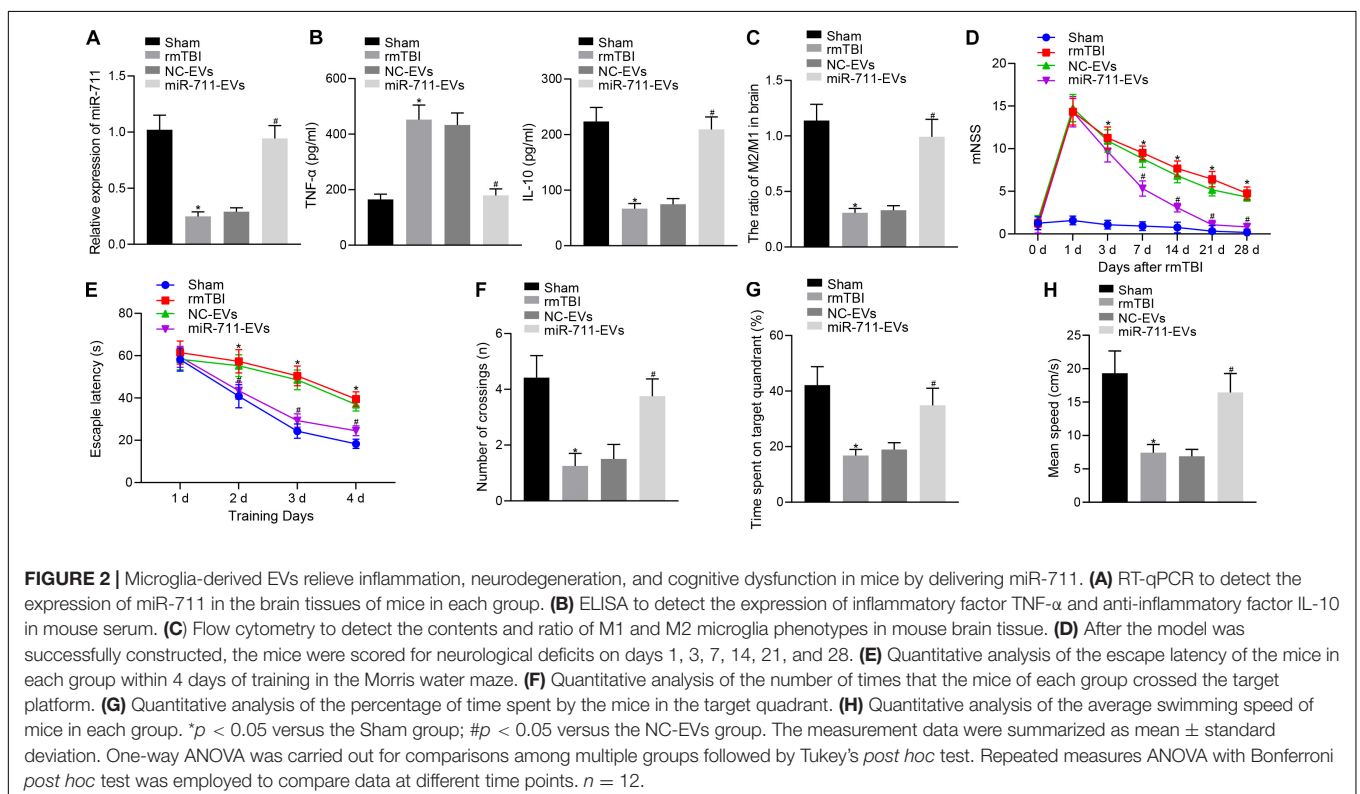 A
Sham
rmTBI
NC-EVs
miR-711-EVs
Relative expression of miR-711
1.5
1.0
0.5
0.0
*
#
B
Sham
rmTBI
NC-EVs
miR-711-EVs
TNF-α (pg/ml)
600
400
200
0
*
#
Sham
rmTBI
NC-EVs
miR-711-EVs
IL-10 (pg/ml)
300
200
100
0
*
#
C
Sham
rmTBI
NC-EVs
miR-711-EVs
The ratio of M2/M1 in brain
1.5
1.0
0.5
0.0
*
#
D
Sham
rmTBI
NC-EVs
miR-711-EVs
mNSS
20
15
10
5
0
* * * * *
# # # #
0 d 1 d 3 d 7 d 14 d 21 d 28 d
Days after rmTBI
E
Sham
rmTBI
NC-EVs
miR-711-EVs
Escaple latency (s)
80
60
40
20
0
* * *
# # #
1 d 2 d 3 d 4 d
Training Days
F
Sham
rmTBI
NC-EVs
miR-711-EVs
Number of crossings (n)
6
4
2
0
*
#
G
Sham
rmTBI
NC-EVs
miR-711-EVs
Time spent on target qunadrant (%)
60
40
20
0
*
#
H
Sham
rmTBI
NC-EVs
miR-711-EVs
Mean speed (cm/s)
25
20
15
10
5
0
*
#
FIGURE 2 | Microglia-derived EVs relieve inflammation, neurodegeneration, and cognitive dysfunction in mice by delivering miR-711. (A) RT-qPCR to detect the
expression of miR-711 in the brain tissues of mice in each group. (B) ELISA to detect the expression of inflammatory factor TNF-α and anti-inflammatory factor IL-10
in mouse serum. (C) Flow cytometry to detect the contents and ratio of M1 and M2 microglia phenotypes in mouse brain tissue. (D) After the model was
successfully constructed, the mice were scored for neurological deficits on days 1, 3, 7, 14, 21, and 28. (E) Quantitative analysis of the escape latency of the mice in
each group within 4 days of training in the Morris water maze. (F) Quantitative analysis of the number of times that the mice of each group crossed the target
platform. (G) Quantitative analysis of the percentage of time spent by the mice in the target quadrant. (H) Quantitative analysis of the average swimming speed of
mice in each group. *p < 0.05 versus the Sham group; #p < 0.05 versus the NC-EVs group. The measurement data were summarized as mean ± standard
deviation. One-way ANOVA was carried out for comparisons among multiple groups followed by Tukey's post hoc test. Repeated measures ANOVA with Bonferroni
post hoc test was employed to compare data at different time points. n = 12.